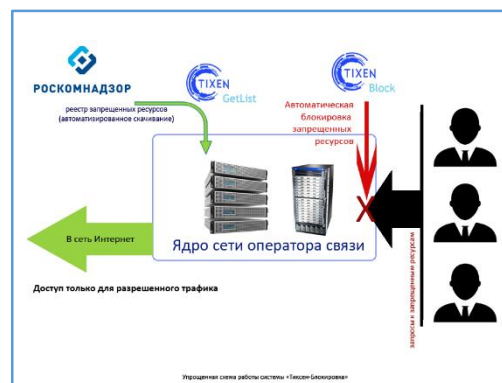 РОСКОМНАДЗОР
реестр запрещенных ресурсов
(автоматизированное скачивание)
TIXEN
GetList
TIXEN
Block
Автоматическая
блокировка
запрещенных
ресурсов
В сеть Интернет
Ядро сети оператора связи
X
запросы к запрещенным ресурсам
Доступ только для разрешенного трафика
Упрощенная схема работы системы «Тиксен-Блокировка»